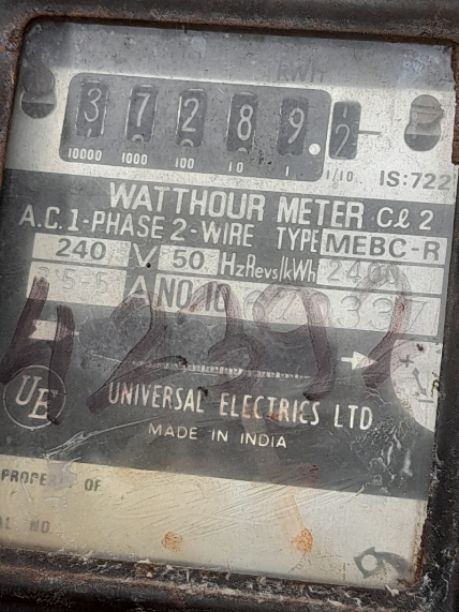 KWH
3 7 2 8 9 . 2
10000 1000 100 10 1 1/10 IS:722
WATTHOUR METER Cl 2
A.C. 1-PHASE 2-WIRE TYPE MEBC-R
240 V 50 Hz Revs/kWh 2400
A NO.
UE
UNIVERSAL ELECTRICS LTD
MADE IN INDIA
PROPERTY OF
NO.